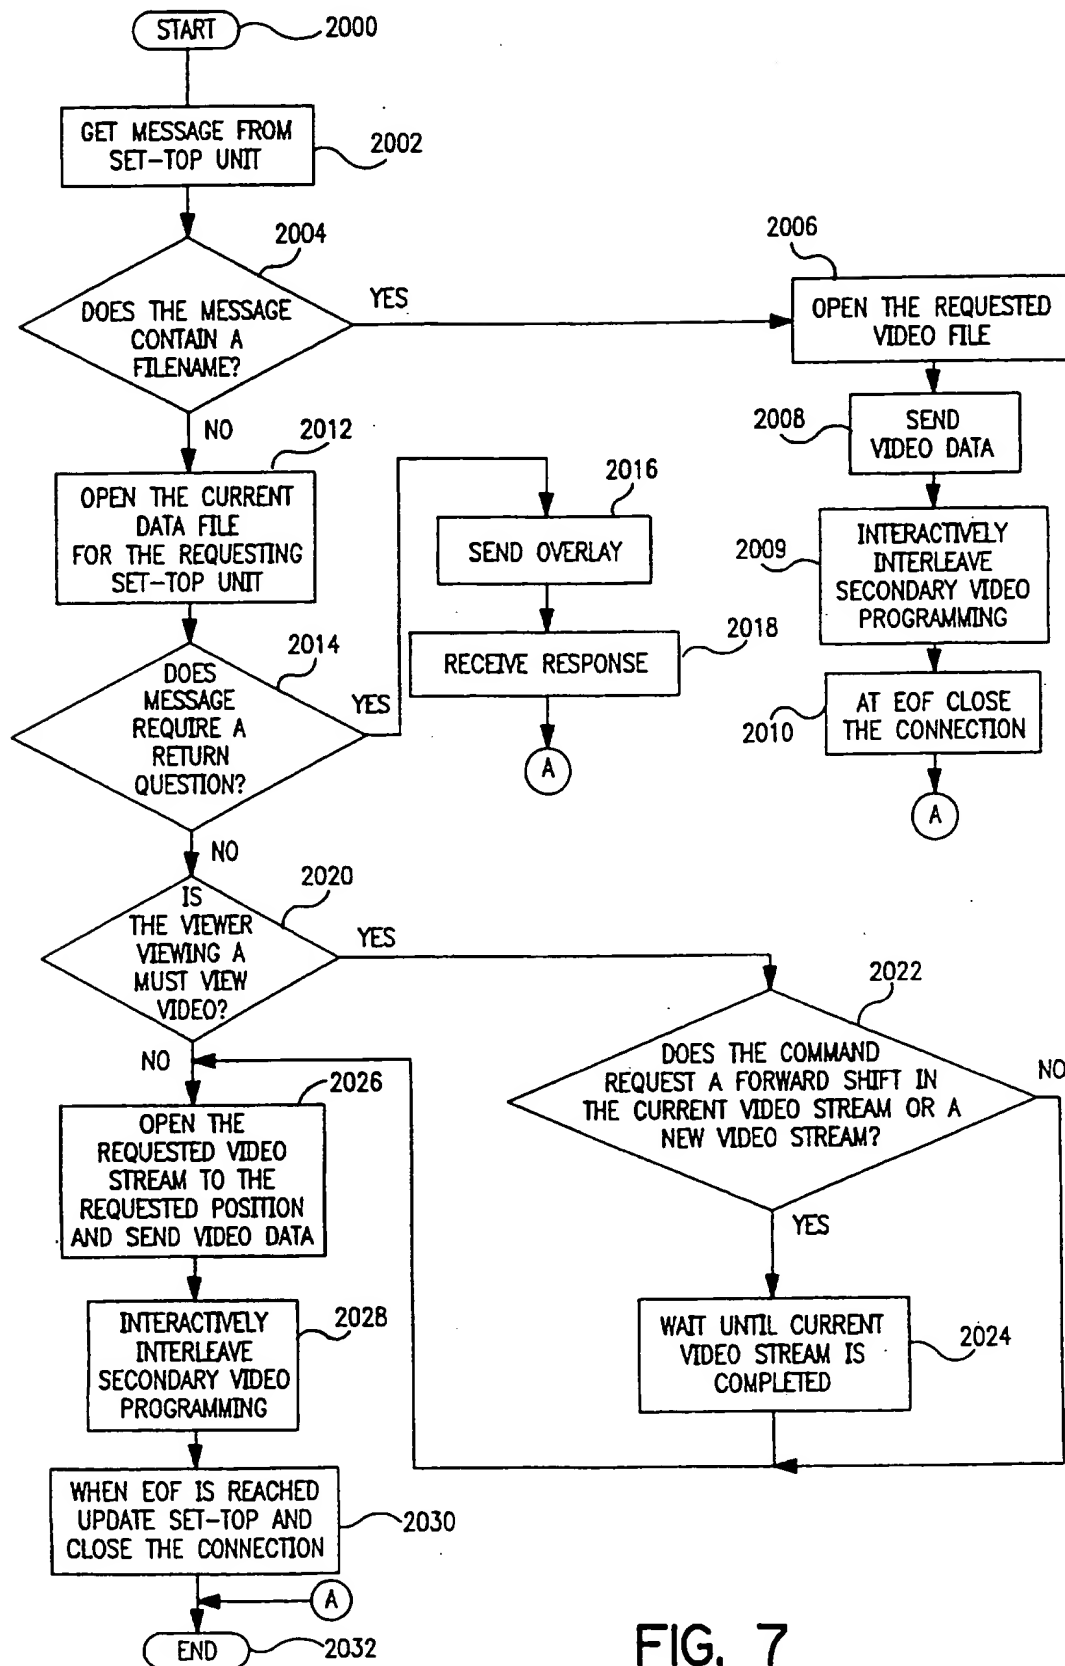 START
2000
GET MESSAGE FROM
SET-TOP UNIT
2002
2004
DOES THE MESSAGE
CONTAIN A
FILENAME?
YES
2006
OPEN THE REQUESTED
VIDEO FILE
2008
SEND
VIDEO DATA
2009
INTERACTIVELY
INTERLEAVE
SECONDARY VIDEO
PROGRAMMING
2010
AT EOF CLOSE
THE CONNECTION
A
NO
2012
OPEN THE CURRENT
DATA FILE
FOR THE REQUESTING
SET-TOP UNIT
2014
DOES
MESSAGE
REQUIRE A
RETURN
QUESTION?
YES
2016
SEND OVERLAY
RECEIVE RESPONSE
2018
A
NO
2020
IS
THE VIEWER
VIEWING A
MUST VIEW
VIDEO?
YES
2022
DOES THE COMMAND
REQUEST A FORWARD SHIFT IN
THE CURRENT VIDEO STREAM OR A
NEW VIDEO STREAM?
NO
YES
WAIT UNTIL CURRENT
VIDEO STREAM IS
COMPLETED
2024
NO
2026
OPEN THE
REQUESTED VIDEO
STREAM TO THE
REQUESTED POSITION
AND SEND VIDEO DATA
INTERACTIVELY
INTERLEAVE
SECONDARY VIDEO
PROGRAMMING
2028
WHEN EOF IS REACHED
UPDATE SET-TOP AND
CLOSE THE CONNECTION
2030
A
END
2032
FIG. 7